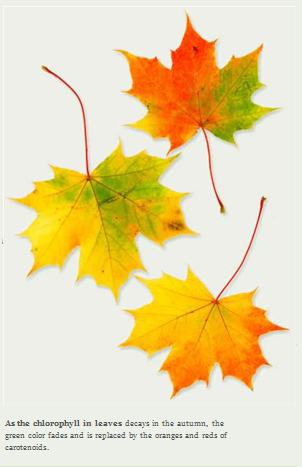 As the chlorophyll in leaves decays in the autumn, the
green color fades and is replaced by the oranges and reds of
carotenoids.